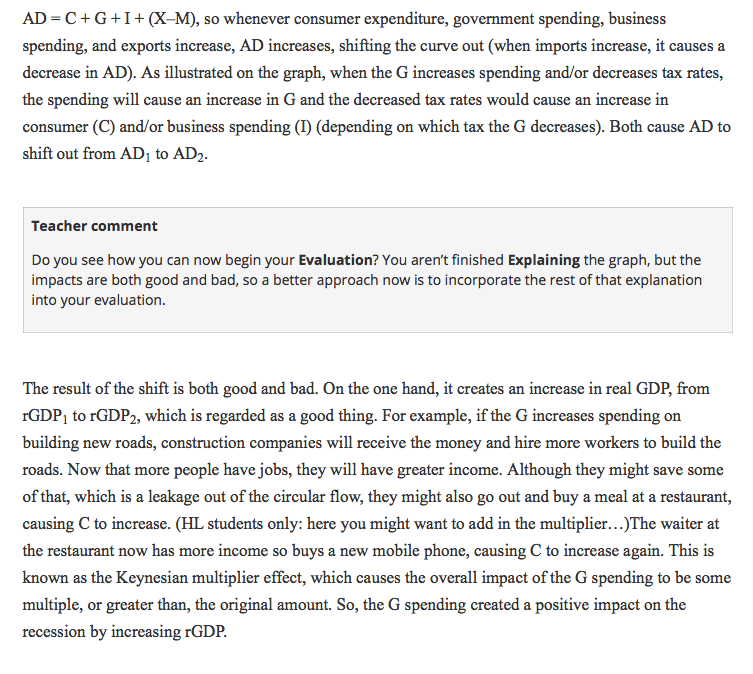 AD = C + G + I + (X–M), so whenever consumer expenditure, government spending, business
spending, and exports increase, AD increases, shifting the curve out (when imports increase, it causes a
decrease in AD). As illustrated on the graph, when the G increases spending and/or decreases tax rates,
the spending will cause an increase in G and the decreased tax rates would cause an increase in
consumer (C) and/or business spending (I) (depending on which tax the G decreases). Both cause AD to
shift out from AD₁ to AD₂.
Teacher comment
Do you see how you can now begin your Evaluation? You aren’t finished Explaining the graph, but the
impacts are both good and bad, so a better approach now is to incorporate the rest of that explanation
into your evaluation.
The result of the shift is both good and bad. On the one hand, it creates an increase in real GDP, from
rGDP₁ to rGDP₂, which is regarded as a good thing. For example, if the G increases spending on
building new roads, construction companies will receive the money and hire more workers to build the
roads. Now that more people have jobs, they will have greater income. Although they might save some
of that, which is a leakage out of the circular flow, they might also go out and buy a meal at a restaurant,
causing C to increase. (HL students only: here you might want to add in the multiplier…)The waiter at
the restaurant now has more income so buys a new mobile phone, causing C to increase again. This is
known as the Keynesian multiplier effect, which causes the overall impact of the G spending to be some
multiple, or greater than, the original amount. So, the G spending created a positive impact on the
recession by increasing rGDP.